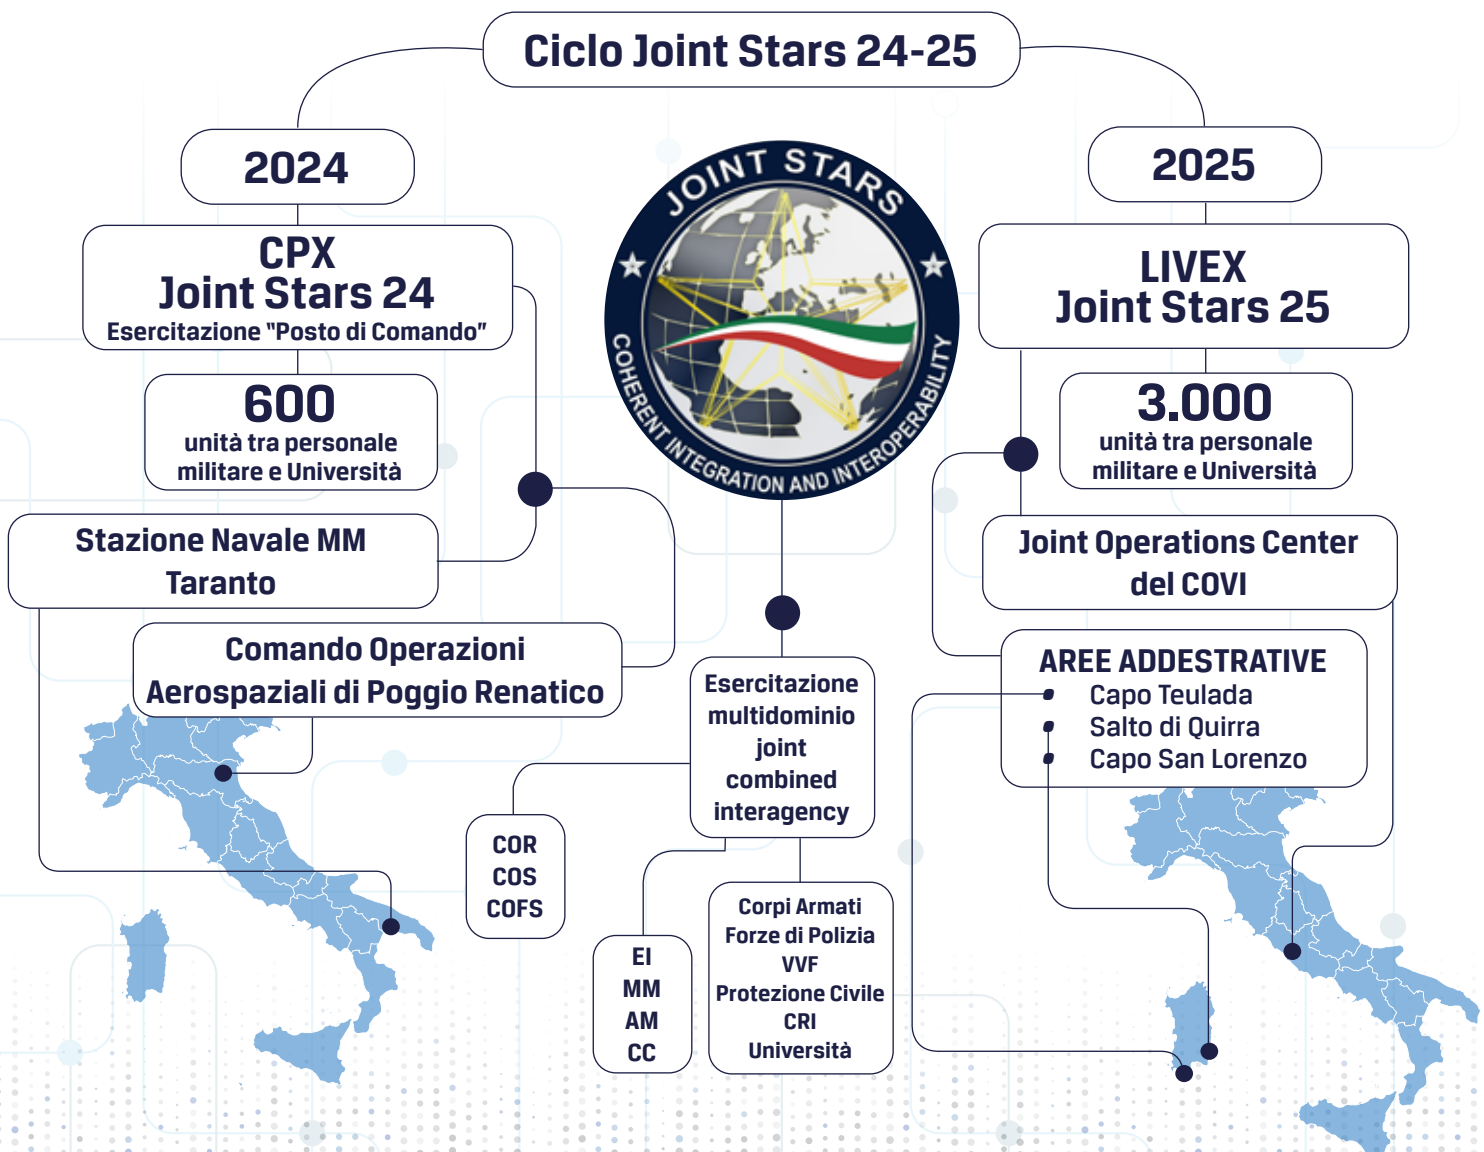 Ciclo Joint Stars 24-25
2024
CPX
Joint Stars 24
Esercitazione "Posto di Comando"
600
unità tra personale
militare e Università
Stazione Navale MM
Taranto
Comando Operazioni
Aerospaziali di Poggio Renatico
JOINT STARS
COHERENT INTEGRATION AND INTEROPERABILITY
Esercitazione
multidominio
joint
combined
interagency
COR
COS
COFS
EI
MM
AM
CC
Corpi Armati
Forze di Polizia
VVF
Protezione Civile
CRI
Università
2025
LIVEX
Joint Stars 25
3.000
unità tra personale
militare e Università
Joint Operations Center
del COVI
AREE ADDESTRATIVE
Capo Teulada
Salto di Quirra
Capo San Lorenzo